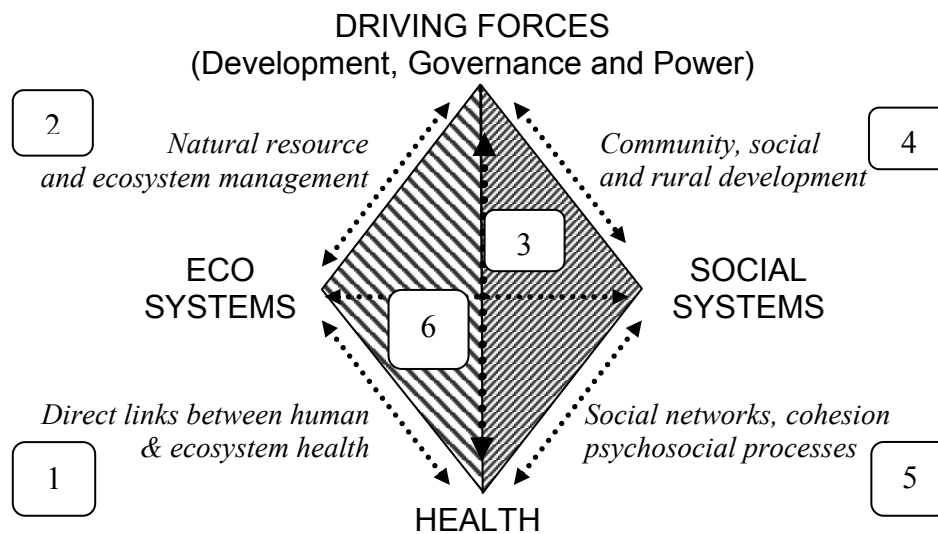 DRIVING FORCES
(Development, Governance and Power)
2
Natural resource
and ecosystem management
Community, social
and rural development
4
3
ECO
SYSTEMS
SOCIAL
SYSTEMS
6
Direct links between human
& ecosystem health
1
Social networks, cohesion
psychosocial processes
5
HEALTH